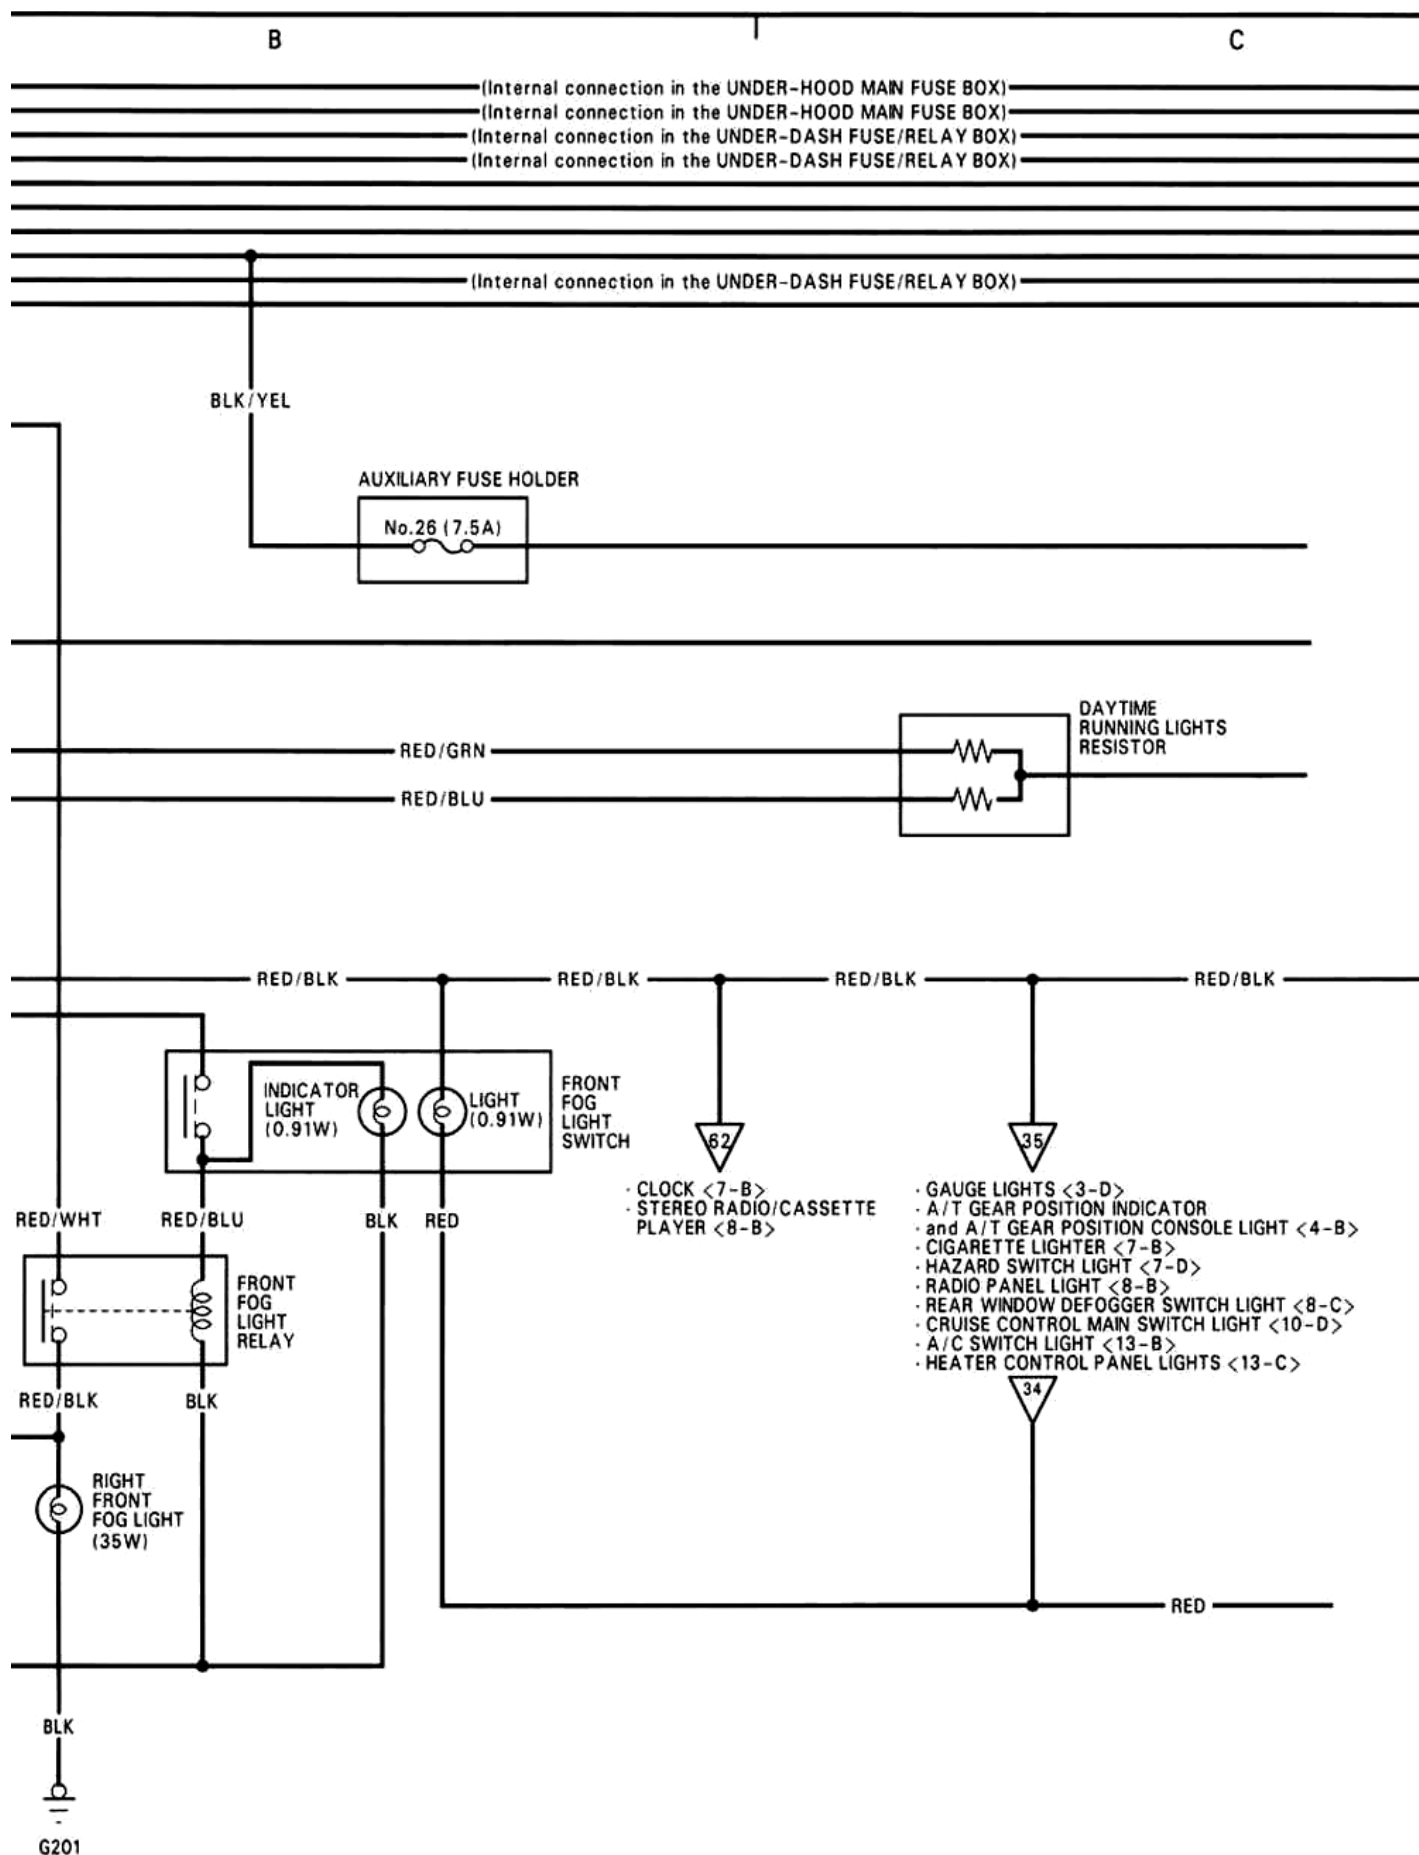 B
C
(Internal connection in the UNDER-HOOD MAIN FUSE BOX)
(Internal connection in the UNDER-HOOD MAIN FUSE BOX)
(Internal connection in the UNDER-DASH FUSE/RELAY BOX)
(Internal connection in the UNDER-DASH FUSE/RELAY BOX)
(Internal connection in the UNDER-DASH FUSE/RELAY BOX)
BLK/YEL
AUXILIARY FUSE HOLDER
No.26 (7.5A)
DAYTIME
RUNNING LIGHTS
RESISTOR
RED/GRN
RED/BLU
RED/BLK
RED/BLK
RED/BLK
RED/BLK
INDICATOR
LIGHT
(0.91W)
LIGHT
(0.91W)
FRONT
FOG
LIGHT
SWITCH
62
35
· CLOCK <7-B>
· STEREO RADIO/CASSETTE
PLAYER <8-B>
· GAUGE LIGHTS <3-D>
· A/T GEAR POSITION INDICATOR
· and A/T GEAR POSITION CONSOLE LIGHT <4-B>
· CIGARETTE LIGHTER <7-B>
· HAZARD SWITCH LIGHT <7-D>
· RADIO PANEL LIGHT <8-B>
· REAR WINDOW DEFOGGER SWITCH LIGHT <8-C>
· CRUISE CONTROL MAIN SWITCH LIGHT <10-D>
· A/C SWITCH LIGHT <13-B>
· HEATER CONTROL PANEL LIGHTS <13-C>
34
RED/WHT
RED/BLU
BLK
RED
FRONT
FOG
LIGHT
RELAY
RED/BLK
BLK
RIGHT
FRONT
FOG LIGHT
(35W)
RED
BLK
G201